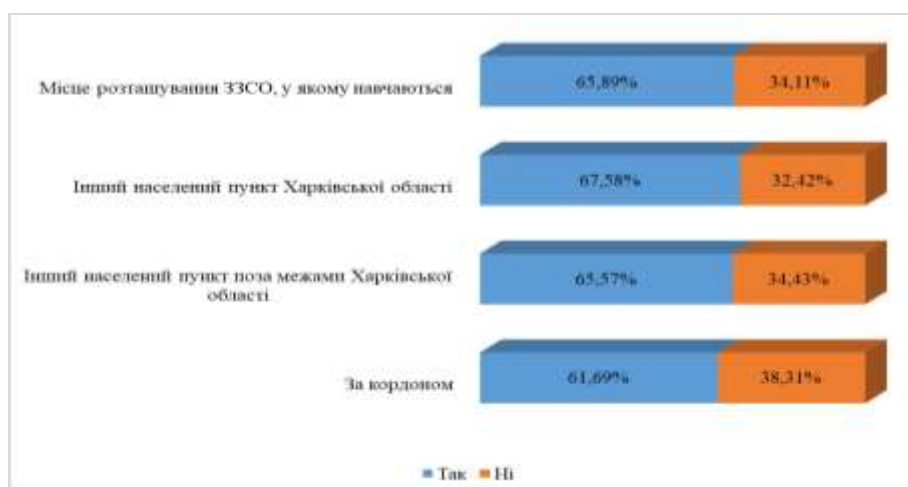 Місце розташування ЗЗСО, у якому навчаються
65,89% 34,11%
Інший населений пункт Харківської області
67,58% 32,42%
Інший населений пункт поза межами Харківської
області
65,57% 34,43%
За кордоном
61,69% 38,31%
Так Ні